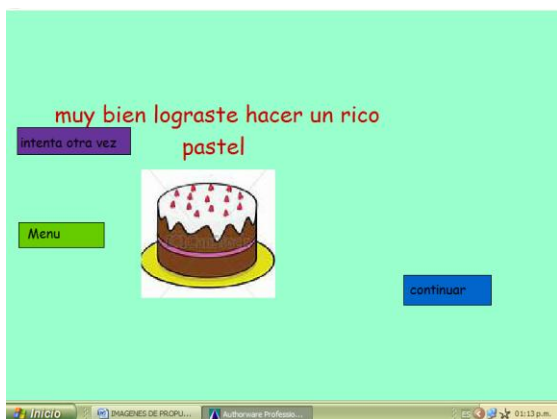 muy bien lograste hacer un rico
pastel
intenta otra vez
Menu
continuar
Inicio
IMAGENES DE PROPU...
Authorware Professio...
ES
01:13 p.m.